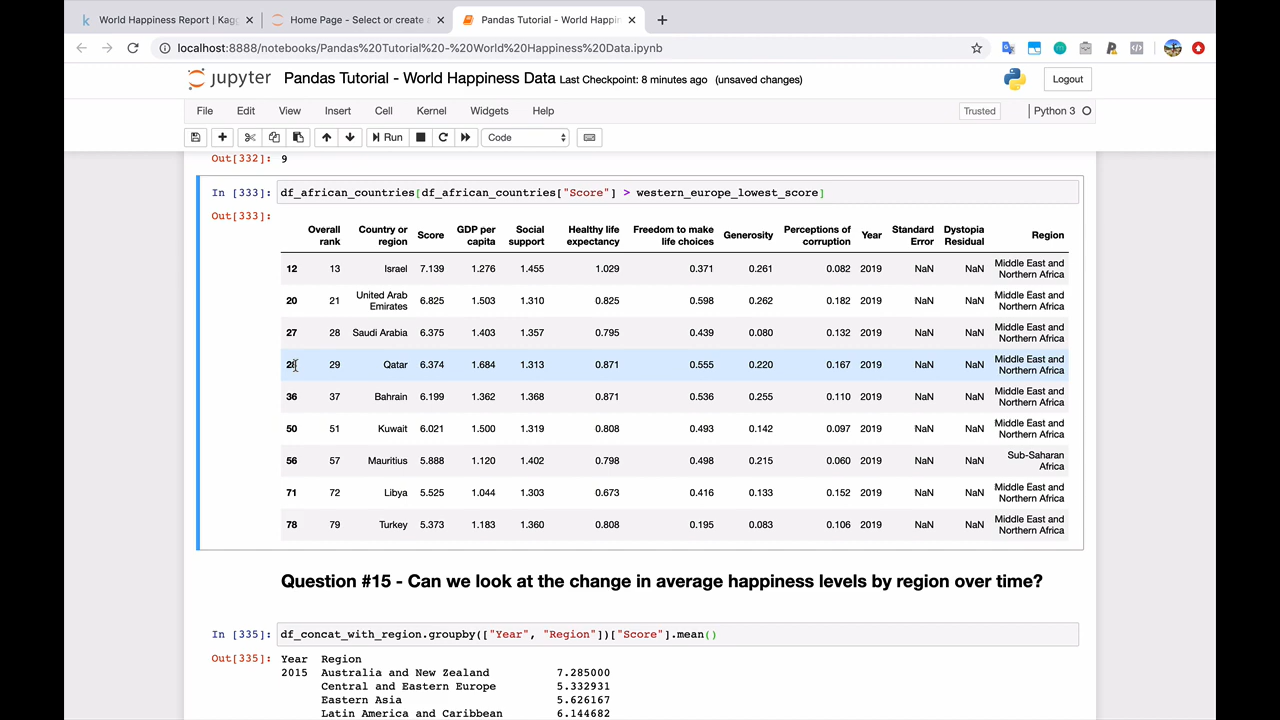 World Happiness Report | Kagg
Home Page - Select or create a
Pandas Tutorial - World Happin
localhost:8888/notebooks/Pandas%20Tutorial%20-%20World%20Happiness%20Data.ipynb
jupyter Pandas Tutorial - World Happiness Data Last Checkpoint: 8 minutes ago (unsaved changes) Logout
File Edit View Insert Cell Kernel Widgets Help Trusted Python 3
Run Code
Out[332]: 9
In [333]: df_african_countries[df_african_countries["Score"] > western_europe_lowest_score]
Out[333]:
Overall rank Country or region Score GDP per capita Social support Healthy life expectancy Freedom to make life choices Generosity Perceptions of corruption Year Standard Error Dystopia Residual Region
12 13 Israel 7.139 1.276 1.455 1.029 0.371 0.261 0.082 2019 NaN NaN Middle East and Northern Africa
20 21 United Arab Emirates 6.825 1.503 1.310 0.825 0.598 0.262 0.182 2019 NaN NaN Middle East and Northern Africa
27 28 Saudi Arabia 6.375 1.403 1.357 0.795 0.439 0.080 0.132 2019 NaN NaN Middle East and Northern Africa
29 Qatar 6.374 1.684 1.313 0.871 0.555 0.220 0.167 2019 NaN NaN Middle East and Northern Africa
36 37 Bahrain 6.199 1.362 1.368 0.871 0.536 0.255 0.110 2019 NaN NaN Middle East and Northern Africa
50 51 Kuwait 6.021 1.500 1.319 0.808 0.493 0.142 0.097 2019 NaN NaN Middle East and Northern Africa
56 57 Mauritius 5.888 1.120 1.402 0.798 0.498 0.215 0.060 2019 NaN NaN Sub-Saharan Africa
71 72 Libya 5.525 1.044 1.303 0.673 0.416 0.133 0.152 2019 NaN NaN Middle East and Northern Africa
78 79 Turkey 5.373 1.183 1.360 0.808 0.195 0.083 0.106 2019 NaN NaN Middle East and Northern Africa
Question #15 - Can we look at the change in average happiness levels by region over time?
In [335]: df_concat_with_region.groupby(["Year", "Region"])["Score"].mean()
Out[335]: Year Region
2015 Australia and New Zealand 7.285000
Central and Eastern Europe 5.332931
Eastern Asia 5.626167
Latin America and Caribbean 6.144682